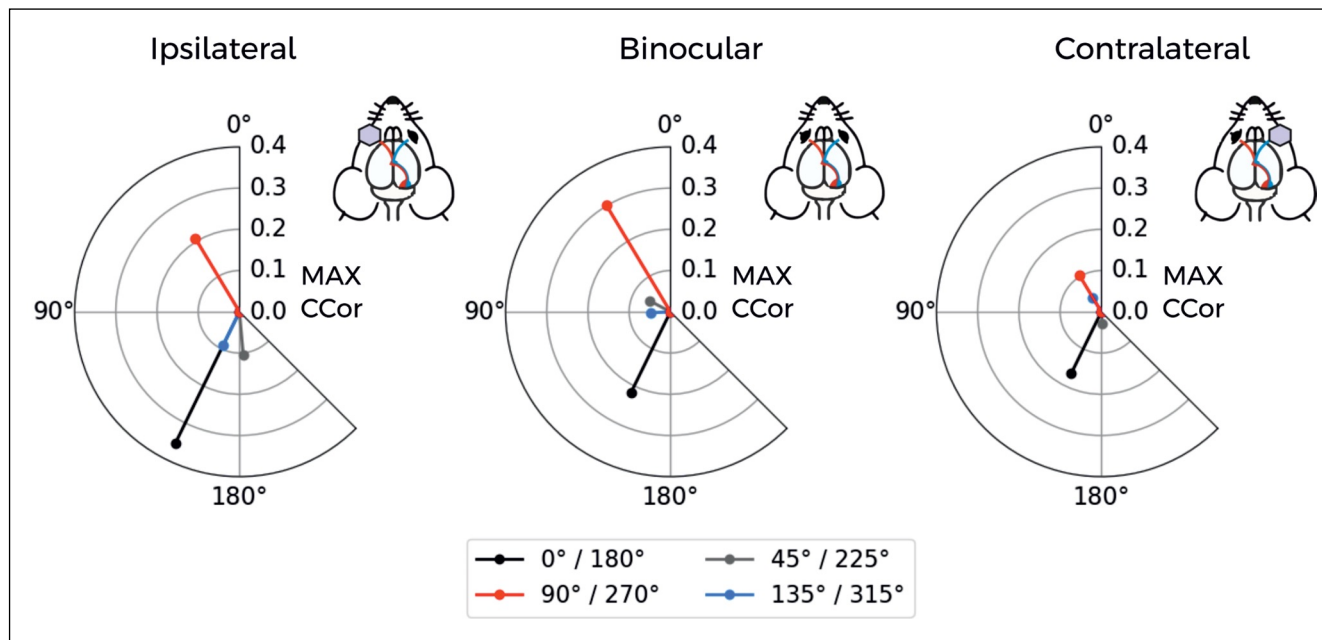 Ipsilateral
0°
0.4
0.3
0.2
0.1
0.0
MAX
CCor
90°
180°
Binocular
0°
0.4
0.3
0.2
0.1
0.0
MAX
CCor
90°
180°
Contralateral
0°
0.4
0.3
0.2
0.1
0.0
MAX
CCor
90°
180°
0° / 180°
90° / 270°
45° / 225°
135° / 315°